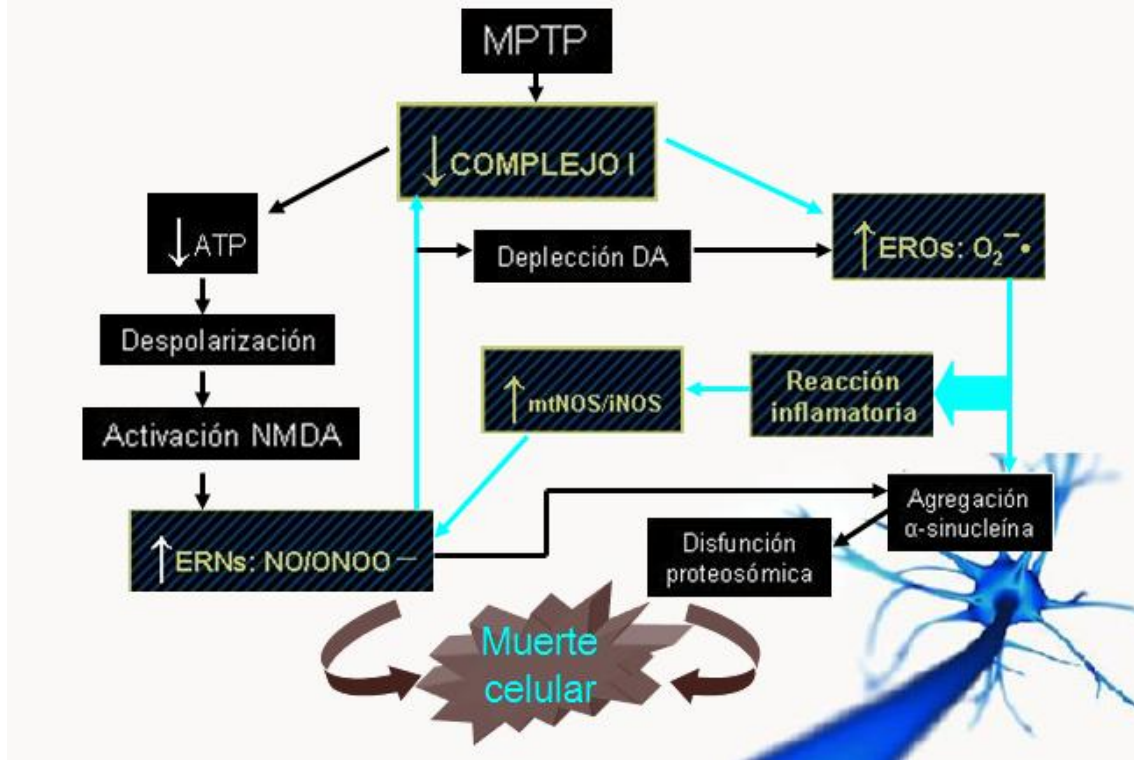 MPTP
↓ COMPLEJO I
↓ ATP
Deplección DA
↑ EROs: O₂⁻•
Despolarización
↑ mtNOS/iNOS
Reacción
inflamatoria
Activación NMDA
↑ ERNs: NO/ONOO⁻
Agregación
α-sinucleína
Disfunción
proteosómica
Muerte
celular